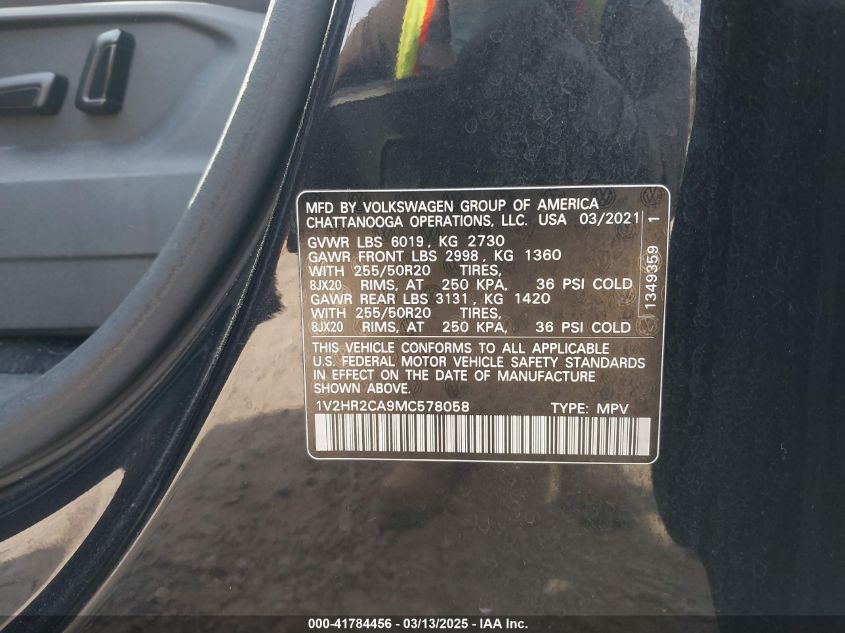 MFD BY VOLKSWAGEN GROUP OF AMERICA
CHATTANOOGA OPERATIONS, LLC. USA 03/2021
GVWR LBS 6019, KG 2730
GAWR FRONT LBS 2998, KG 1360
WITH 255/50R20 TIRES,
8JX20 RIMS, AT 250 KPA, 36 PSI COLD
GAWR REAR LBS 3131, KG 1420
WITH 255/50R20 TIRES,
8JX20 RIMS, AT 250 KPA, 36 PSI COLD
THIS VEHICLE CONFORMS TO ALL APPLICABLE
U.S. FEDERAL MOTOR VEHICLE SAFETY STANDARDS
IN EFFECT ON THE DATE OF MANUFACTURE
SHOWN ABOVE.
1V2HR2CA9MC578058 TYPE: MPV
1349359 1
000-41784456 - 03/13/2025 - IAA Inc.